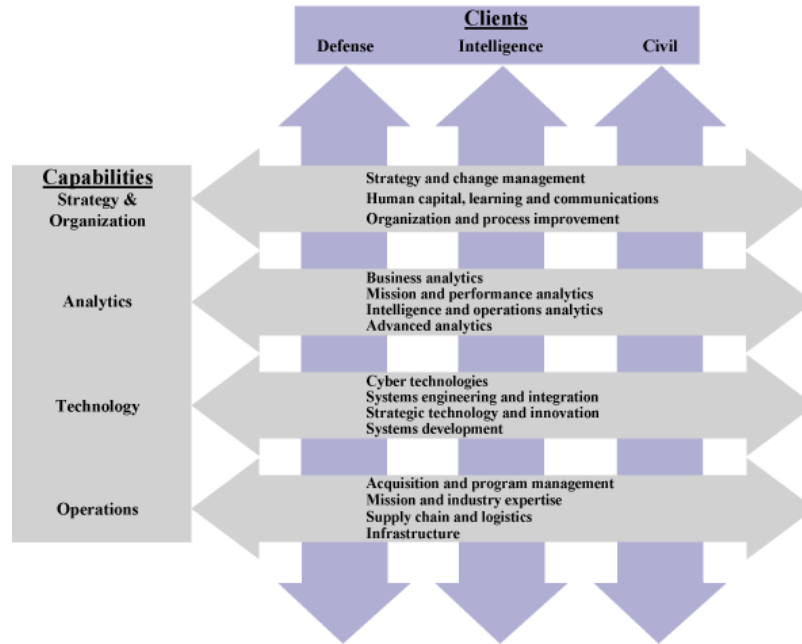 Clients
Defense Intelligence Civil
Capabilities
Strategy &
Organization
Strategy and change management
Human capital, learning and communications
Organization and process improvement
Analytics
Business analytics
Mission and performance analytics
Intelligence and operations analytics
Advanced analytics
Technology
Cyber technologies
Systems engineering and integration
Strategic technology and innovation
Systems development
Operations
Acquisition and program management
Mission and industry expertise
Supply chain and logistics
Infrastructure